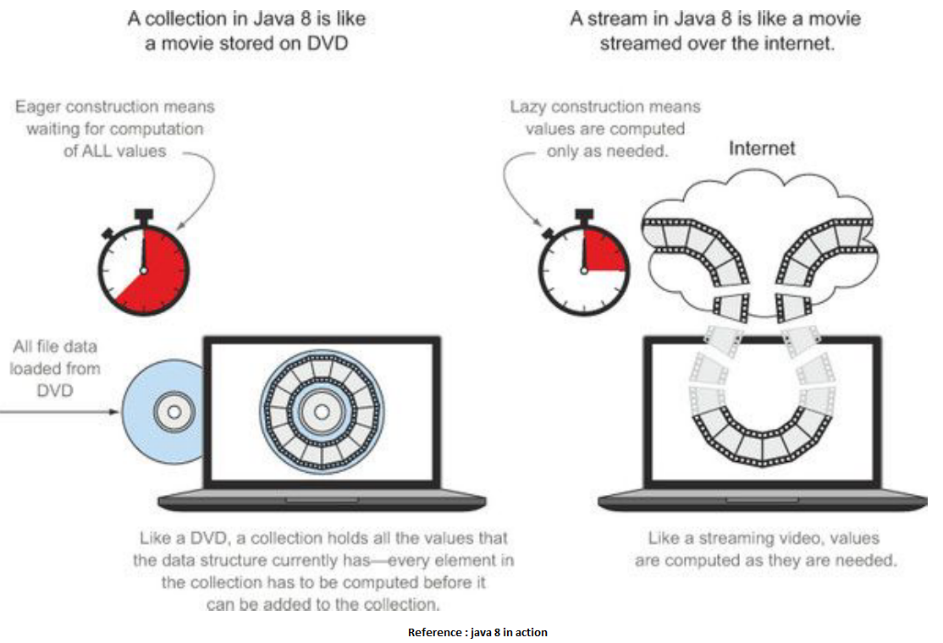 A collection in Java 8 is like
a movie stored on DVD
Eager construction means
waiting for computation
of ALL values
All file data
loaded from
DVD
Like a DVD, a collection holds all the values that
the data structure currently has—every element in
the collection has to be computed before it
can be added to the collection.
A stream in Java 8 is like a movie
streamed over the internet.
Lazy construction means
values are computed
only as needed.
Internet
Like a streaming video, values
are computed as they are needed.
Reference : java 8 in action